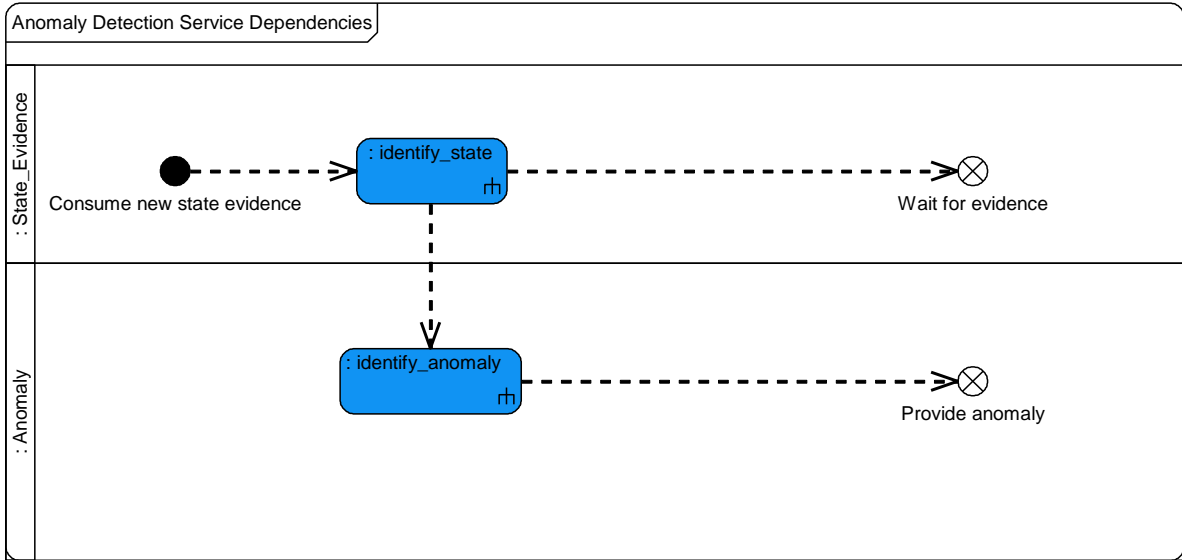 Anomaly Detection Service Dependencies
: State_Evidence
: identify_state
Consume new state evidence
Wait for evidence
: Anomaly
: identify_anomaly
Provide anomaly